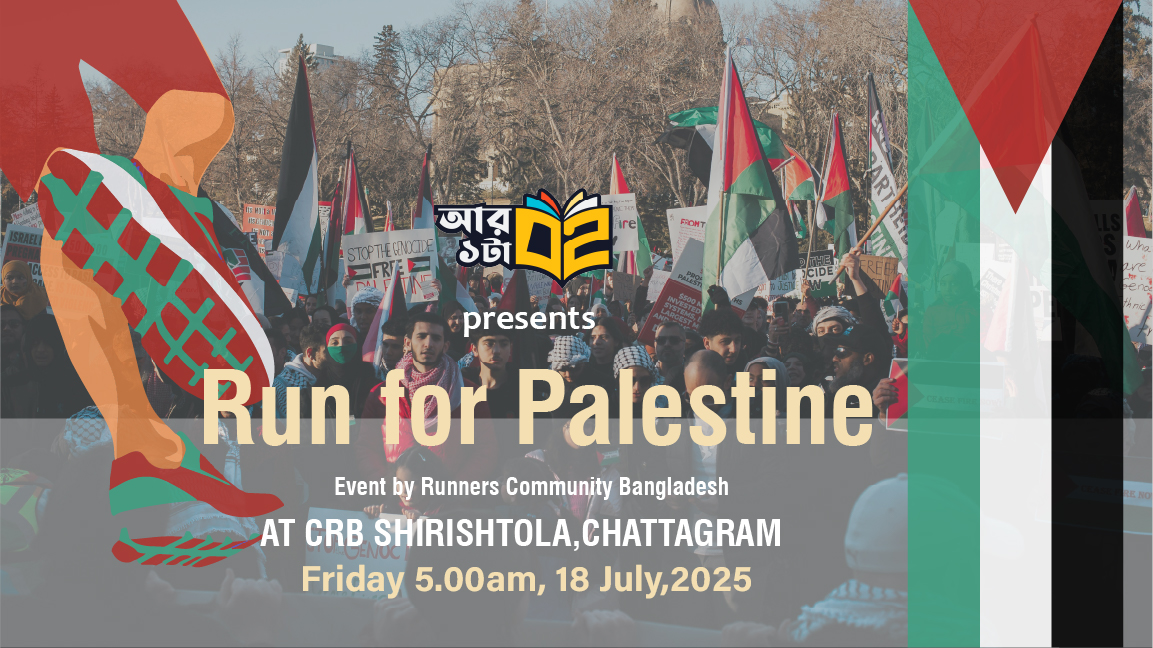 আর
১টা
presents
Run for Palestine
Event by Runners Community Bangladesh
AT CRB SHIRISHTOLA,CHATTAGRAM
Friday 5.00am, 18 July,2025
STOP THE GENOCIDE
FREE